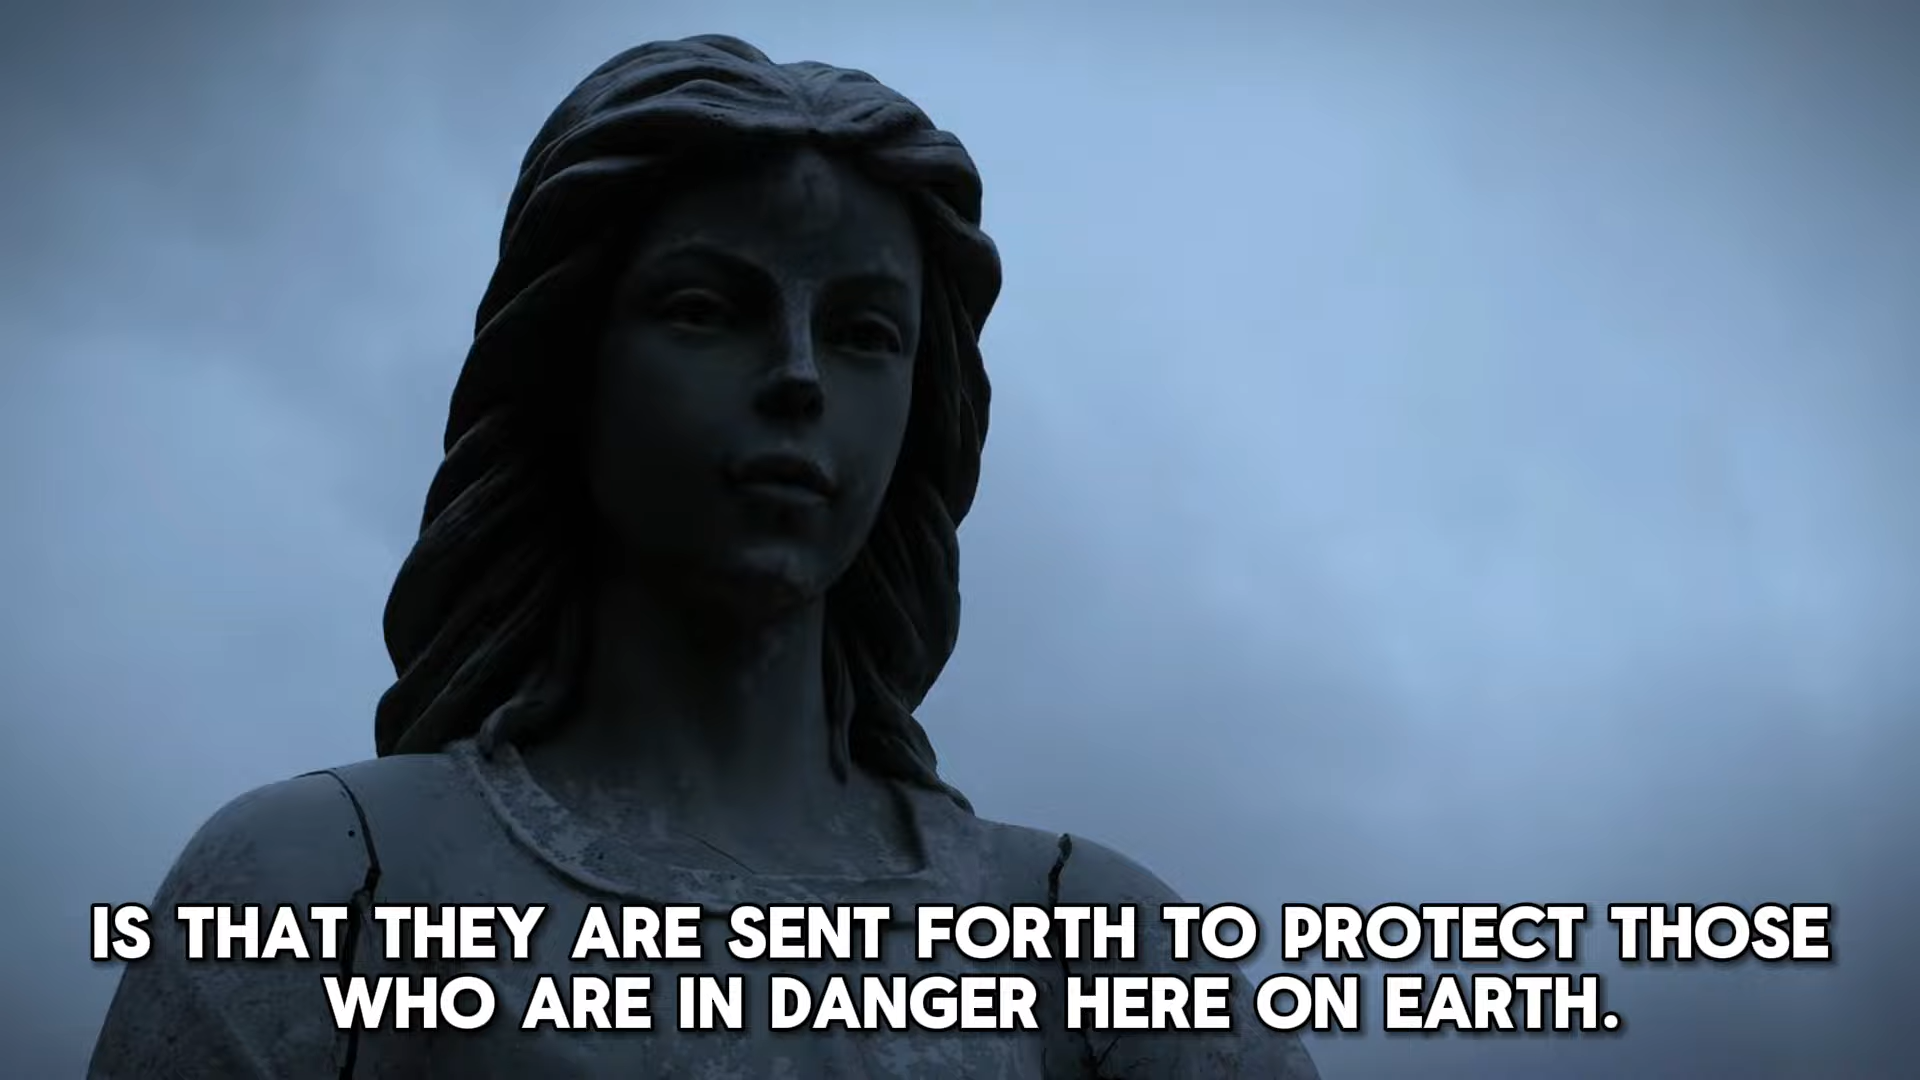 IS THAT THEY ARE SENT FORTH TO PROTECT THOSE
WHO ARE IN DANGER HERE ON EARTH.